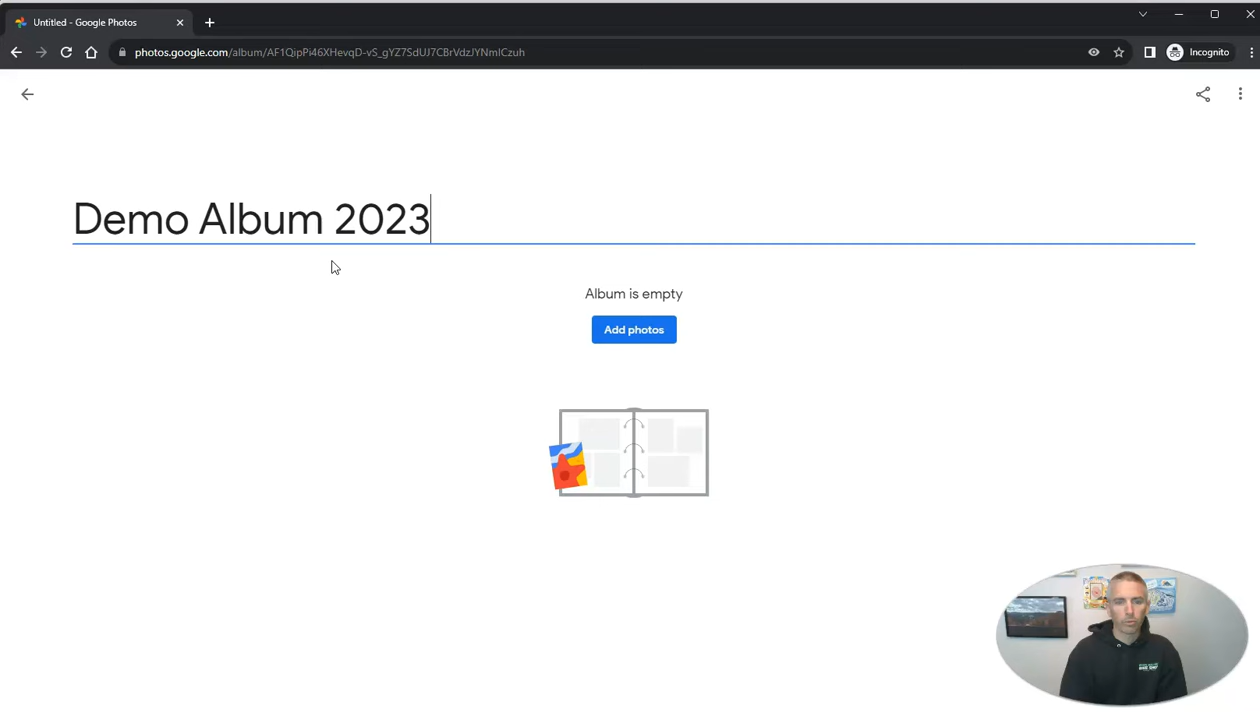 Untitled - Google Photos
photos.google.com/album/AF1QipPi46XHevqD-vS_gYZ7SdUJ7CBrVdzJYNmICzuh
Incognito
Demo Album 2023
Album is empty
Add photos